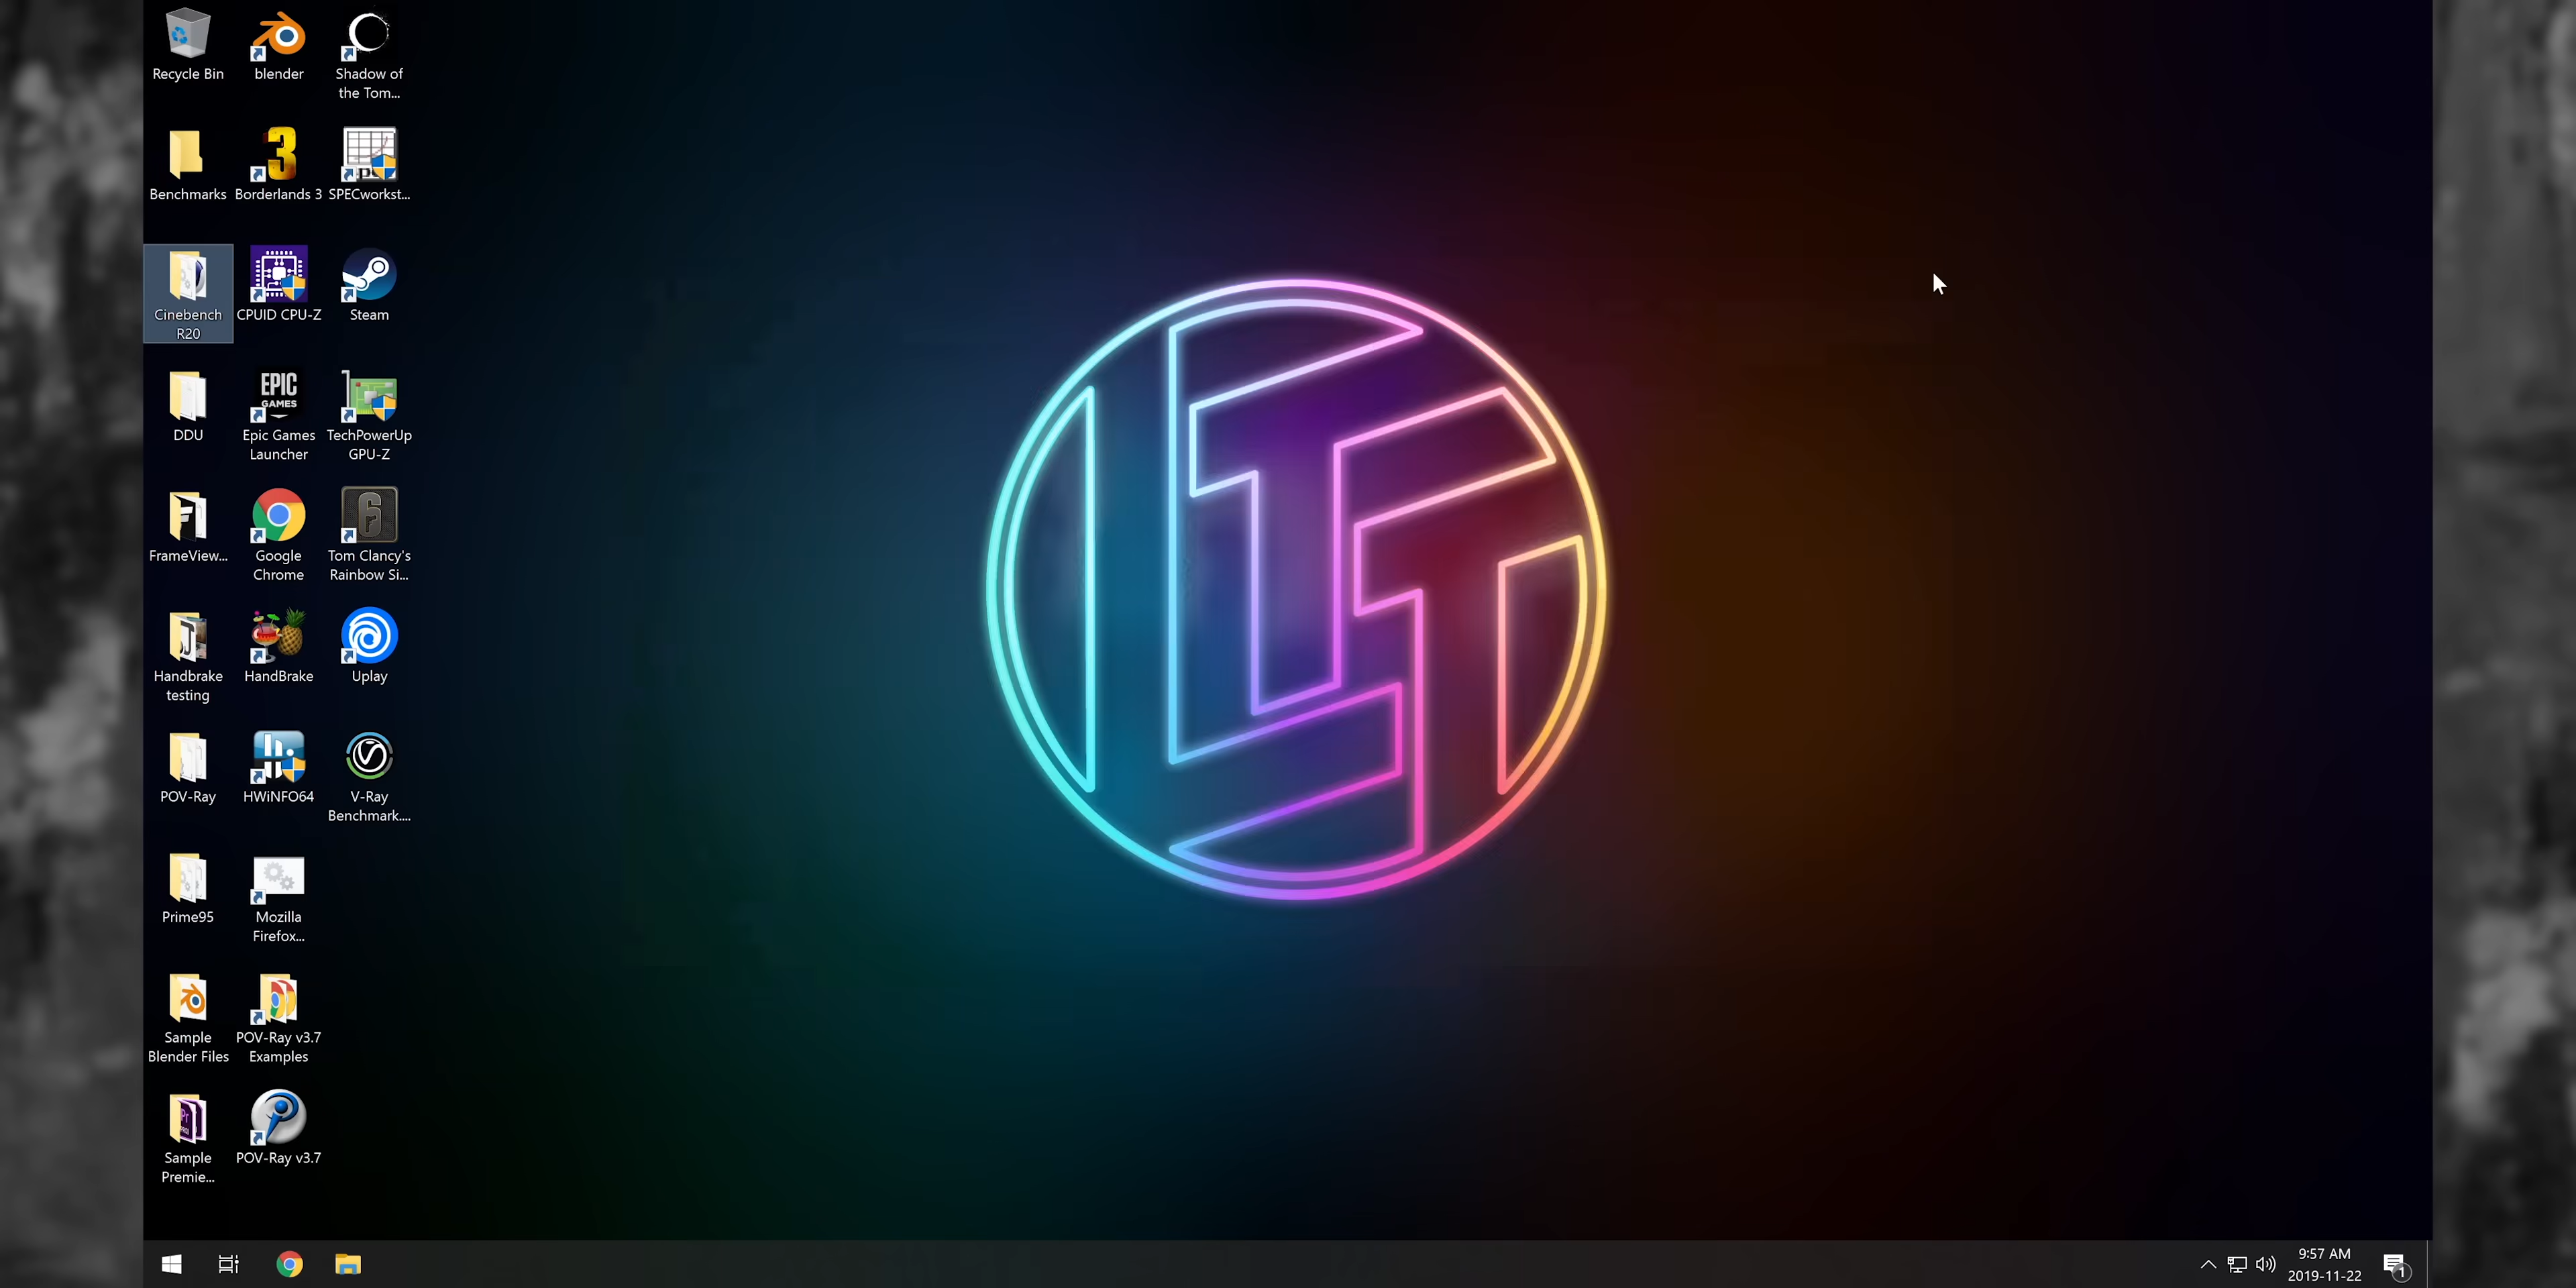 Recycle Bin
blender
Shadow of
the Tom...
Benchmarks
Borderlands 3
SPECworkst...
Cinebench
R20
CPUID CPU-Z
Steam
DDU
EPIC
GAMES
Epic Games
Launcher
TechPowerUp
GPU-Z
FrameView...
Google
Chrome
Tom Clancy's
Rainbow Si...
Handbrake
testing
HandBrake
Uplay
POV-Ray
HWiNFO64
V-Ray
Benchmark....
Prime95
Mozilla
Firefox...
Sample
Blender Files
POV-Ray v3.7
Examples
Sample
Premie...
POV-Ray v3.7
9:57 AM
2019-11-22
1